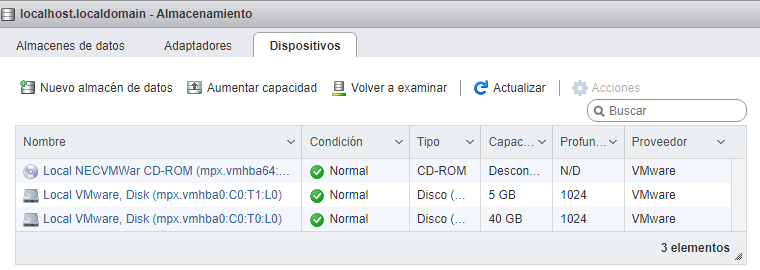 localhost.localdomain - Almacenamiento
Almacenes de datos Adaptadores Dispositivos
Nuevo almacén de datos Aumentar capacidad Volver a examinar Actualizar Acciones
Buscar
Nombre Condición Tipo Capac... Profun... Proveedor
Local NECVMWar CD-ROM (mpx.vmhba64:... Normal CD-ROM Descon... N/D VMware
Local VMware, Disk (mpx.vmhba0:C0:T1:L0) Normal Disco (... 5 GB 1024 VMware
Local VMware, Disk (mpx.vmhba0:C0:T0:L0) Normal Disco (... 40 GB 1024 VMware
3 elementos